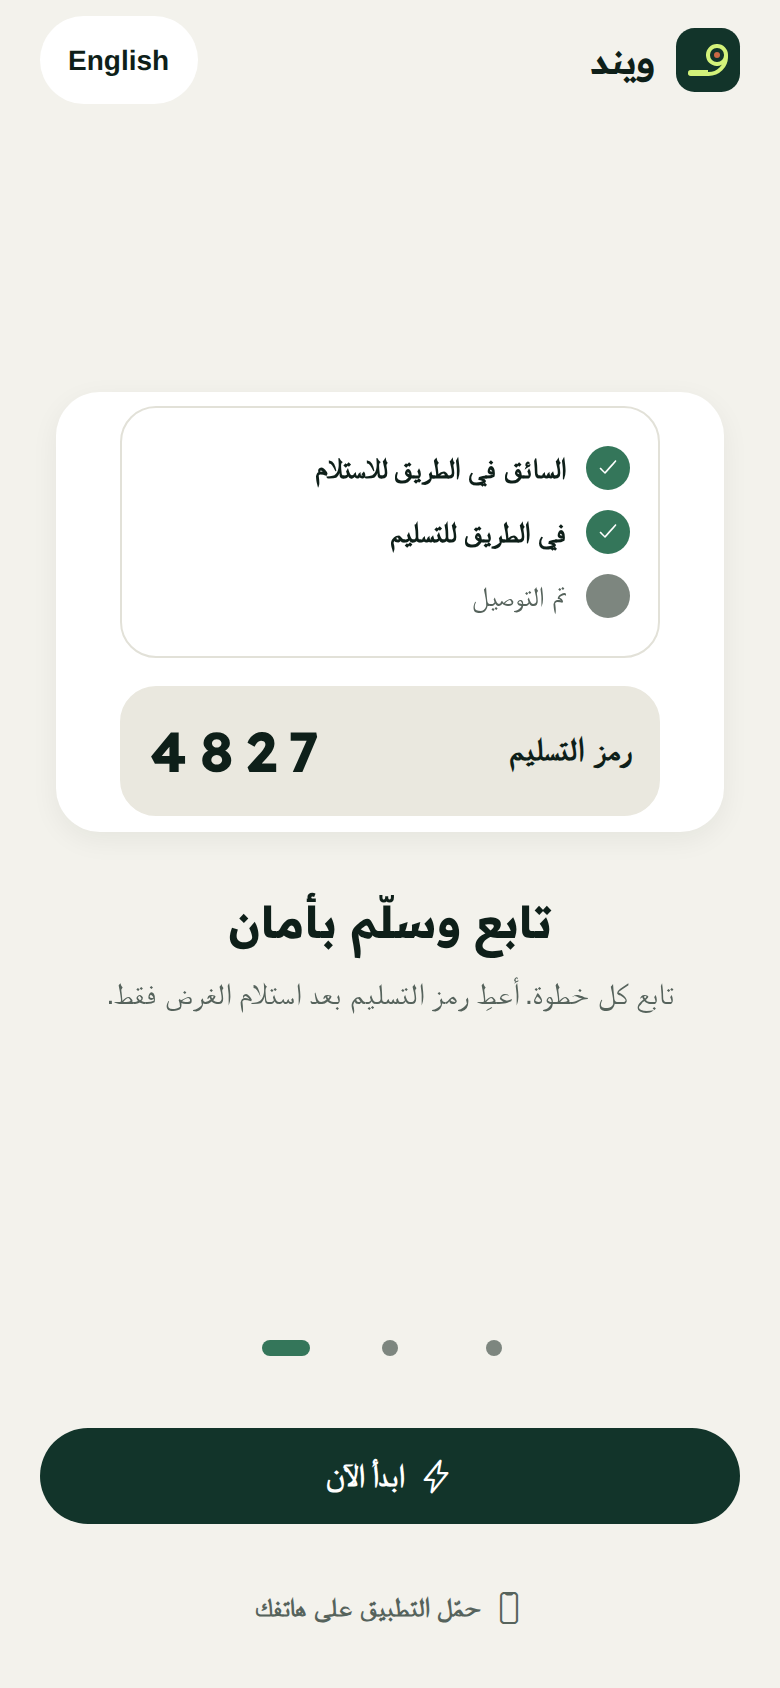 ويند
English
السائق في الطريق للاستلام
في الطريق للتسليم
تم التوصيل
رمز التسليم
4827
تابع وسلّم بأمان
تابع كل خطوة. أعطِ رمز التسليم بعد استلام الغرض فقط.
ابدأ الآن
حمّل التطبيق على هاتفك